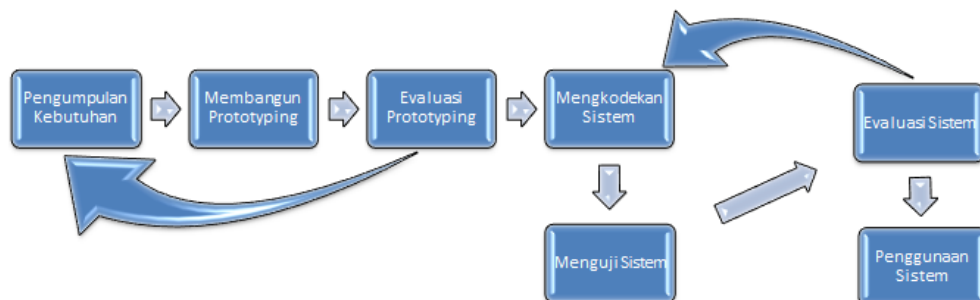 Pengumpulan
Kebutuhan
Membangun
Prototyping
Evaluasi
Prototyping
Mengkodekan
Sistem
Menguji Sistem
Evaluasi Sistem
Penggunaan
Sistem